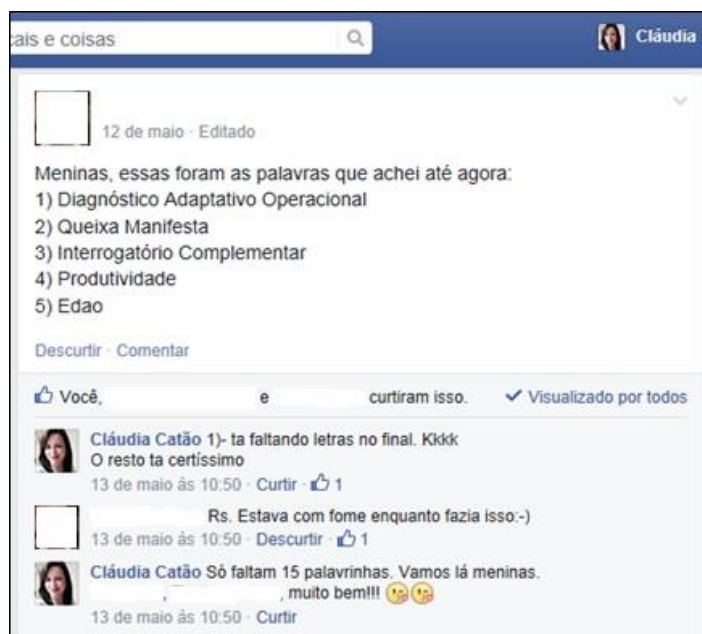 ais e coisas
Cláudia
12 de maio · Editado
Meninas, essas foram as palavras que achei até agora:
1) Diagnóstico Adaptativo Operacional
2) Queixa Manifesta
3) Interrogatório Complementar
4) Produtividade
5) Edao
Descurtir · Comentar
Você, e curtiram isso. Visualizado por todos
Cláudia Catão 1)- ta faltando letras no final. Kkkk
O resto ta certíssimo
13 de maio às 10:50 · Curtir · 1
Rs. Estava com fome enquanto fazia isso:-)
13 de maio às 10:50 · Descurtir · 1
Cláudia Catão Só faltam 15 palavrinhas. Vamos lá meninas.
, , muito bem!!!
13 de maio às 10:50 · Curtir